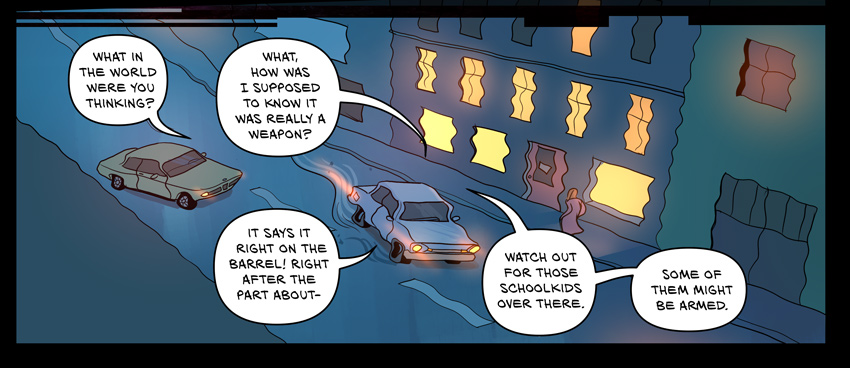 WHAT IN
THE WORLD
WERE YOU
THINKING?
WHAT,
HOW WAS
I SUPPOSED
TO KNOW IT
WAS REALLY A
WEAPON?
IT SAYS IT
RIGHT ON THE
BARREL! RIGHT
AFTER THE
PART ABOUT-
WATCH OUT
FOR THOSE
SCHOOLKIDS
OVER THERE.
SOME OF
THEM MIGHT
BE ARMED.